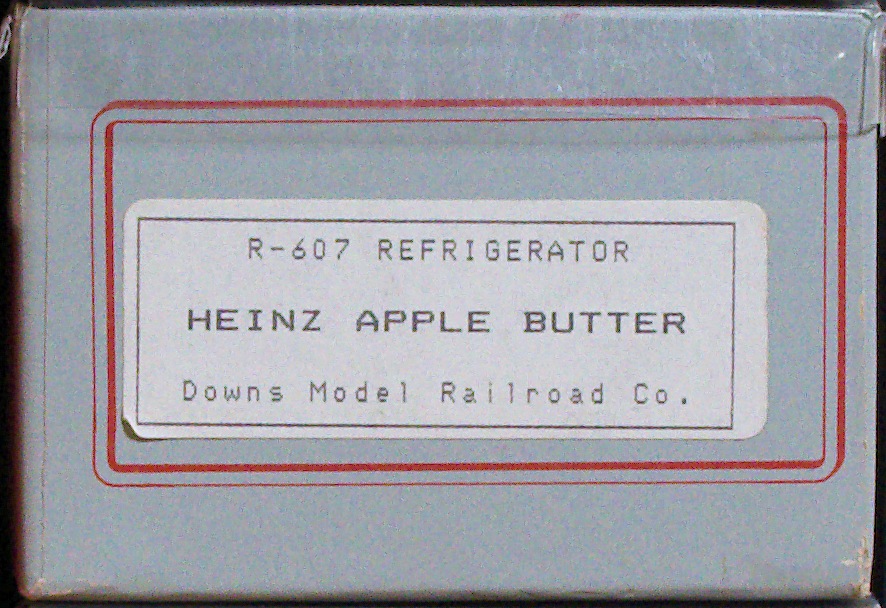 R-607 REFRIGERATOR
HEINZ APPLE BUTTER
Downs Model Railroad Co.